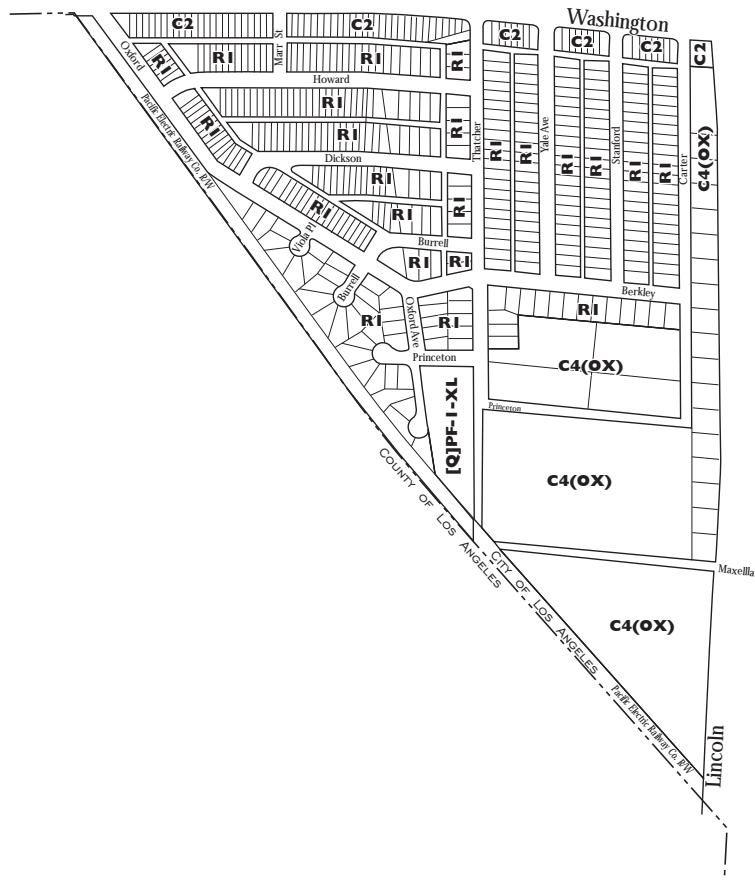 Washington
C2
C2
C2
C2
C2
C2
Marr St
Oxford
R1
R1
R1
R1
Howard
Pacific Electric Railway Co. R/W
R1
R1
R1
R1
Dickson
Thatcher
R1
R1
Yale Ave
R1
R1
Stanford
R1
R1
Carter
C4(OX)
R1
R1
R1
R1
Viola Pl
Burrell
R1
R1
Burrell
Berkley
R1
Oxford Ave
R1
R1
Princeton
C4(OX)
Princeton
[Q]PF-1-XL
C4(OX)
COUNTY OF LOS ANGELES
CITY OF LOS ANGELES
Maxellla
C4(OX)
Pacific Electric Railway Co. R/W
Lincoln